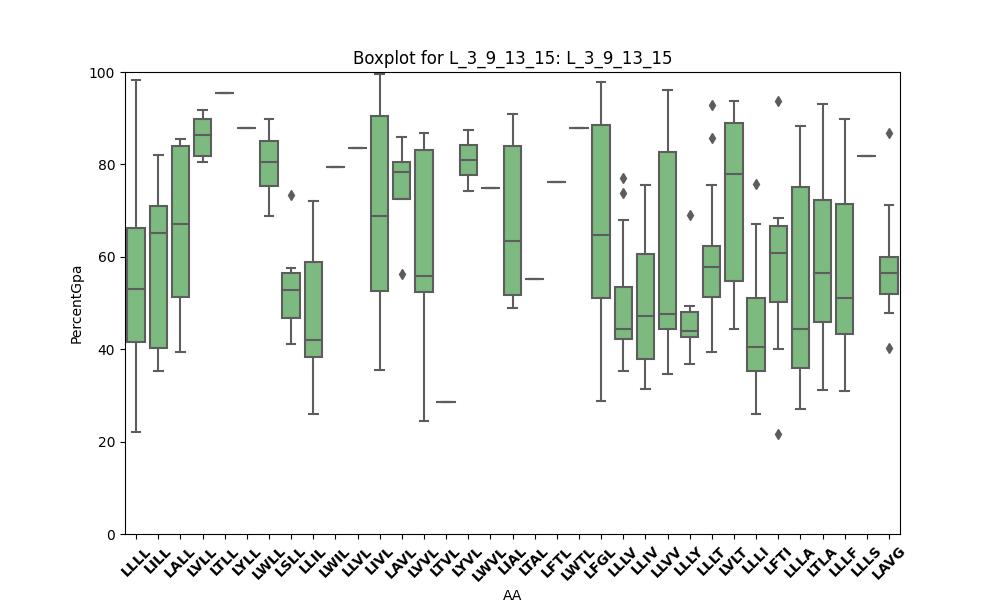 Boxplot for L_3_9_13_15: L_3_9_13_15
PercentGpa
100
80
60
40
20
0
LLLL LILL LALL LVLL LTLL LYLL LWLL LSLL LLIL LWIL LLVL LIVL LAVL LVVL LTVL LYVL LWVL LIAL LTAL LFTL LWTL LFGL LLLV LLIV LLVV LLLY LLLT LVLT LLLI LFTI LLLA LTLA LLLF LLLS LAVG
AA